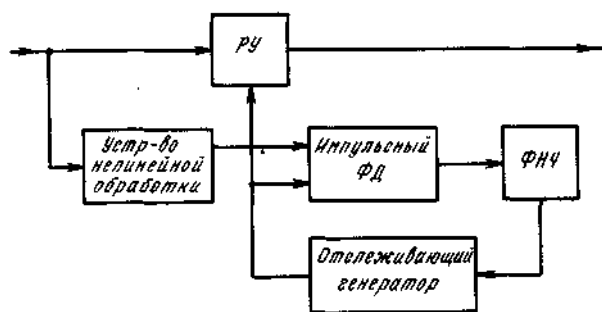 РУ
Устр-во
нелинейной
обработки
Импульсный
ФД
ФНЧ
Отслеживающий
генератор